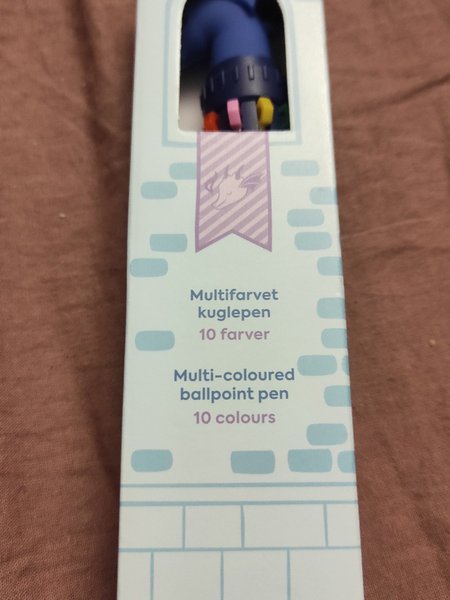 Multifarvet
kuglepen
10 farver
Multi-coloured
ballpoint pen
10 colours